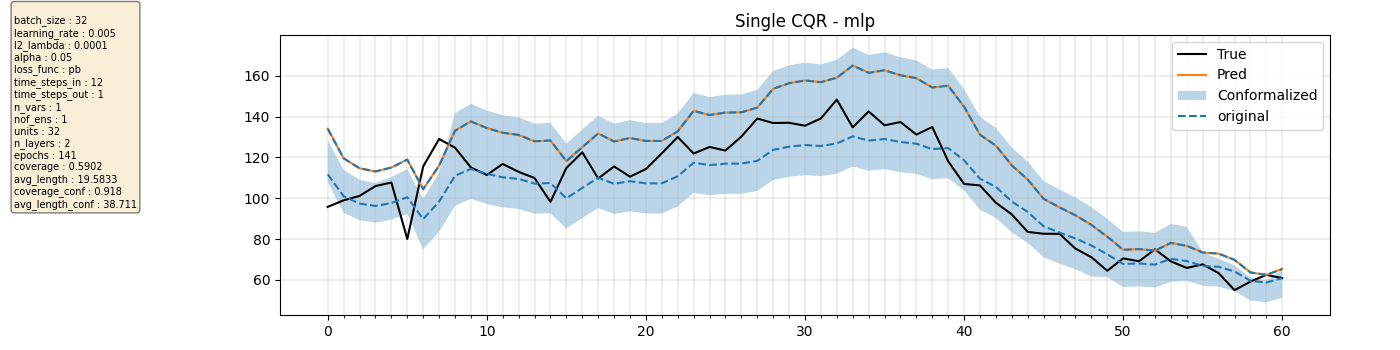 Single CQR - mlp
batch_size : 32
learning_rate : 0.005
l2_lambda : 0.0001
alpha : 0.05
loss_func : pb
time_steps_in : 12
time_steps_out : 1
n_vars : 1
nof_ens : 1
units : 32
n_layers : 2
epochs : 141
coverage : 0.5902
avg_length : 19.5833
coverage_conf : 0.918
avg_length_conf : 38.711
160
140
120
100
80
60
True
Pred
Conformalized
original
0 10 20 30 40 50 60